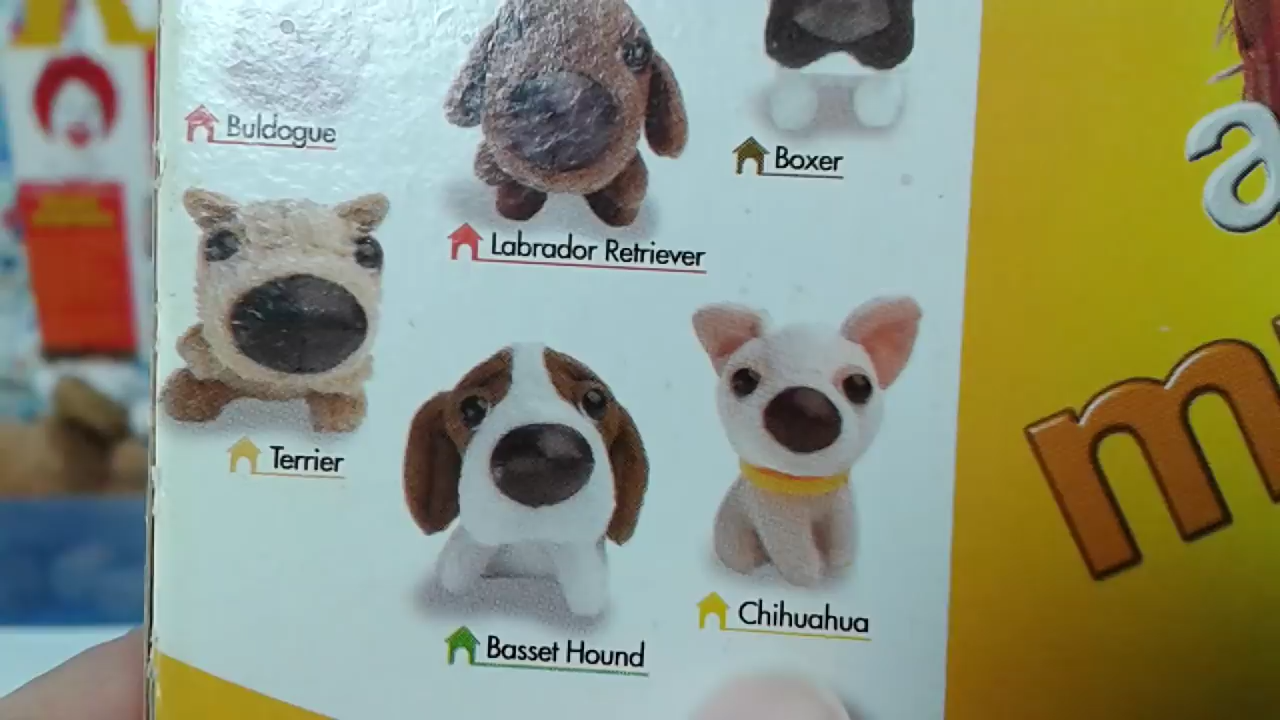 Buldogue
Boxer
Labrador Retriever
Terrier
Chihuahua
Basset Hound
a
m